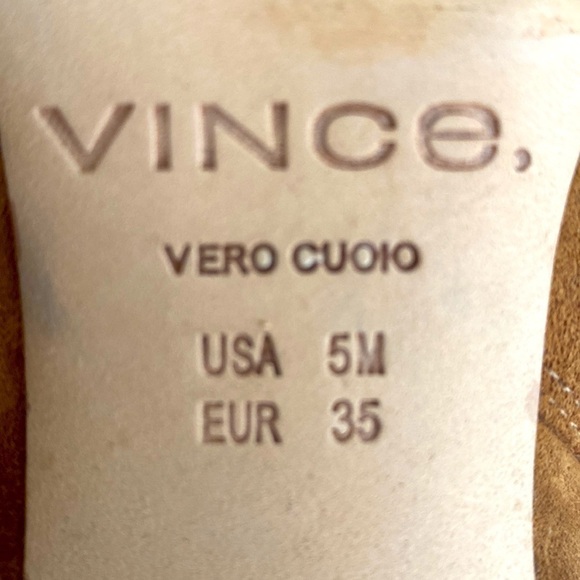 VINCe,
VERO CUOIO
USA 5M
EUR 35